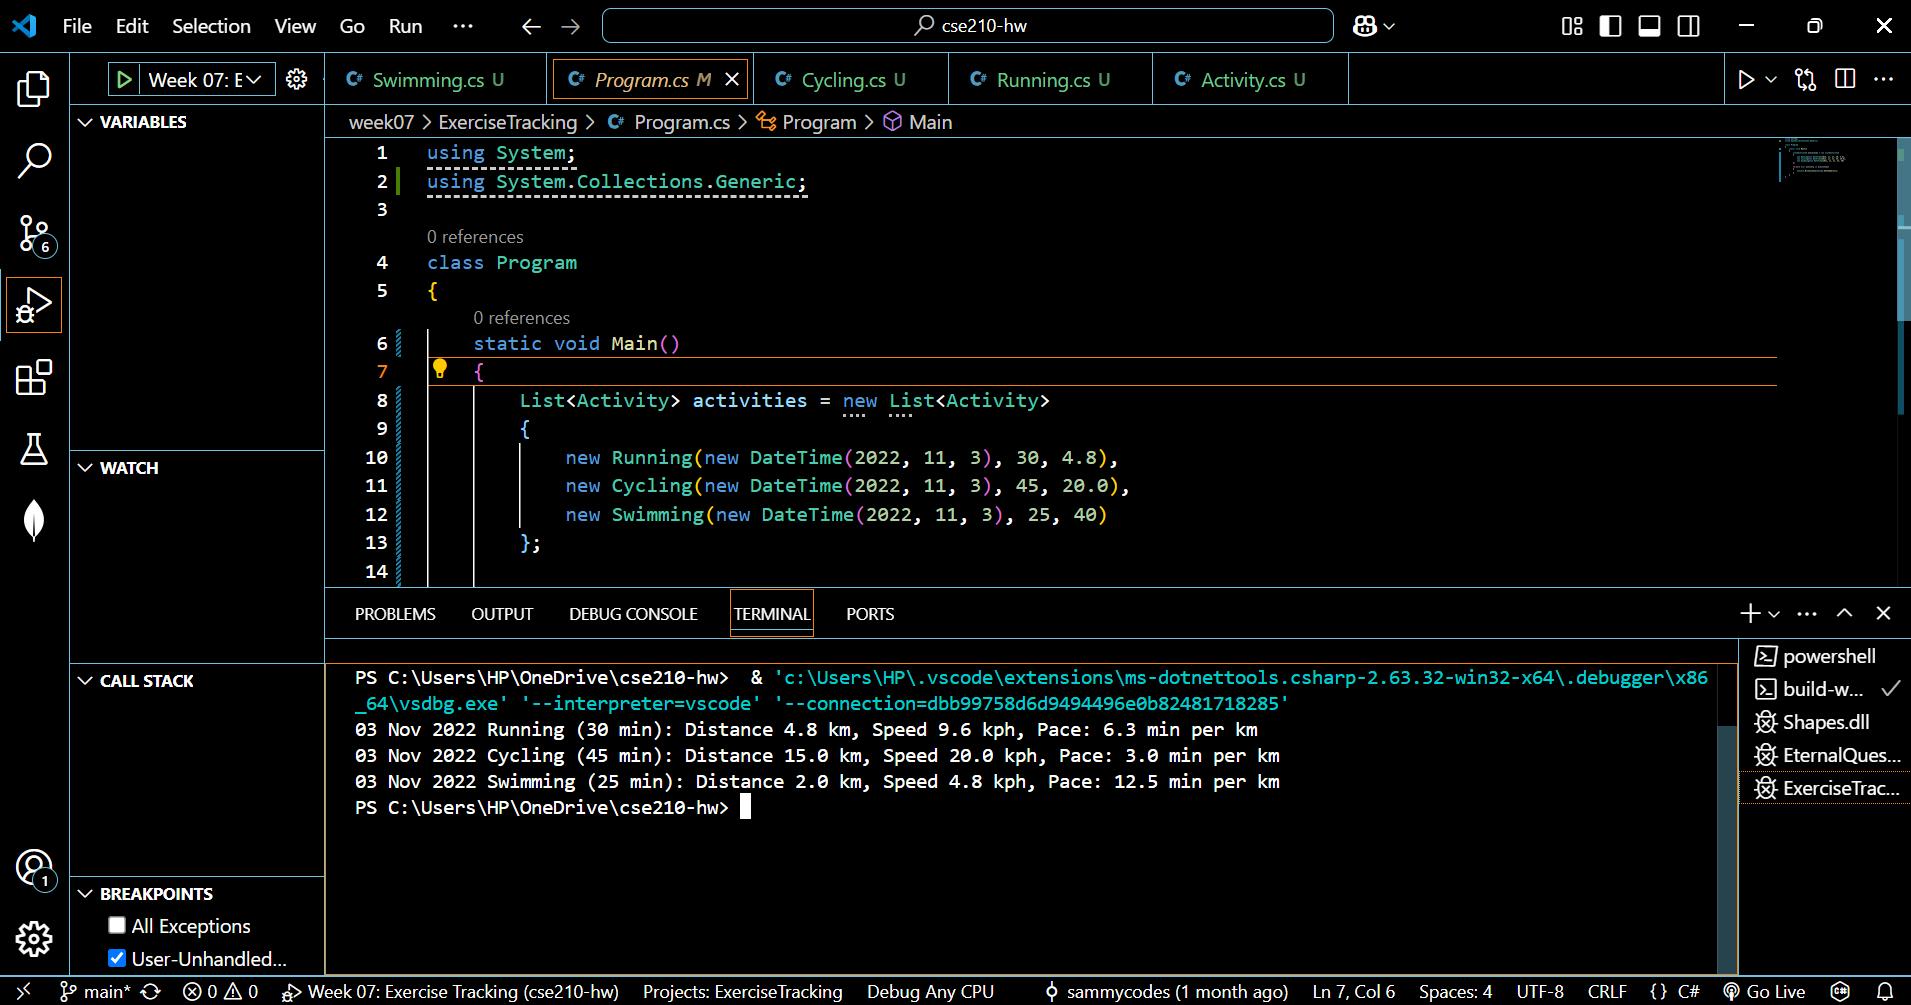 File Edit Selection View Go Run ··· cse210-hw
Week 07: E
Swimming.cs U Program.cs M Cycling.cs U Running.cs U Activity.cs U
VARIABLES
week07 > ExerciseTracking > Program.cs > Program > Main
1 using System;
2 using System.Collections.Generic;
3
0 references
4 class Program
5 {
0 references
6 static void Main()
7 {
8 List<Activity> activities = new List<Activity>
9 {
10 new Running(new DateTime(2022, 11, 3), 30, 4.8),
11 new Cycling(new DateTime(2022, 11, 3), 45, 20.0),
12 new Swimming(new DateTime(2022, 11, 3), 25, 40)
13 };
14
6
WATCH
CALL STACK
BREAKPOINTS
All Exceptions
User-Unhandled...
1
PROBLEMS OUTPUT DEBUG CONSOLE TERMINAL PORTS
PS C:\Users\HP\OneDrive\cse210-hw> & 'c:\Users\HP\.vscode\extensions\ms-dotnettools.csharp-2.63.32-win32-x64\.debugger\x86
_64\vsdbg.exe' '--interpreter=vscode' '--connection=dbb99758d6d9494496e0b82481718285'
03 Nov 2022 Running (30 min): Distance 4.8 km, Speed 9.6 kph, Pace: 6.3 min per km
03 Nov 2022 Cycling (45 min): Distance 15.0 km, Speed 20.0 kph, Pace: 3.0 min per km
03 Nov 2022 Swimming (25 min): Distance 2.0 km, Speed 4.8 kph, Pace: 12.5 min per km
PS C:\Users\HP\OneDrive\cse210-hw>
powershell
build-w...
Shapes.dll
EternalQues...
ExerciseTrac...
main* 0 0 Week 07: Exercise Tracking (cse210-hw) Projects: ExerciseTracking Debug Any CPU sammycodes (1 month ago) Ln 7, Col 6 Spaces: 4 UTF-8 CRLF {} C# Go Live